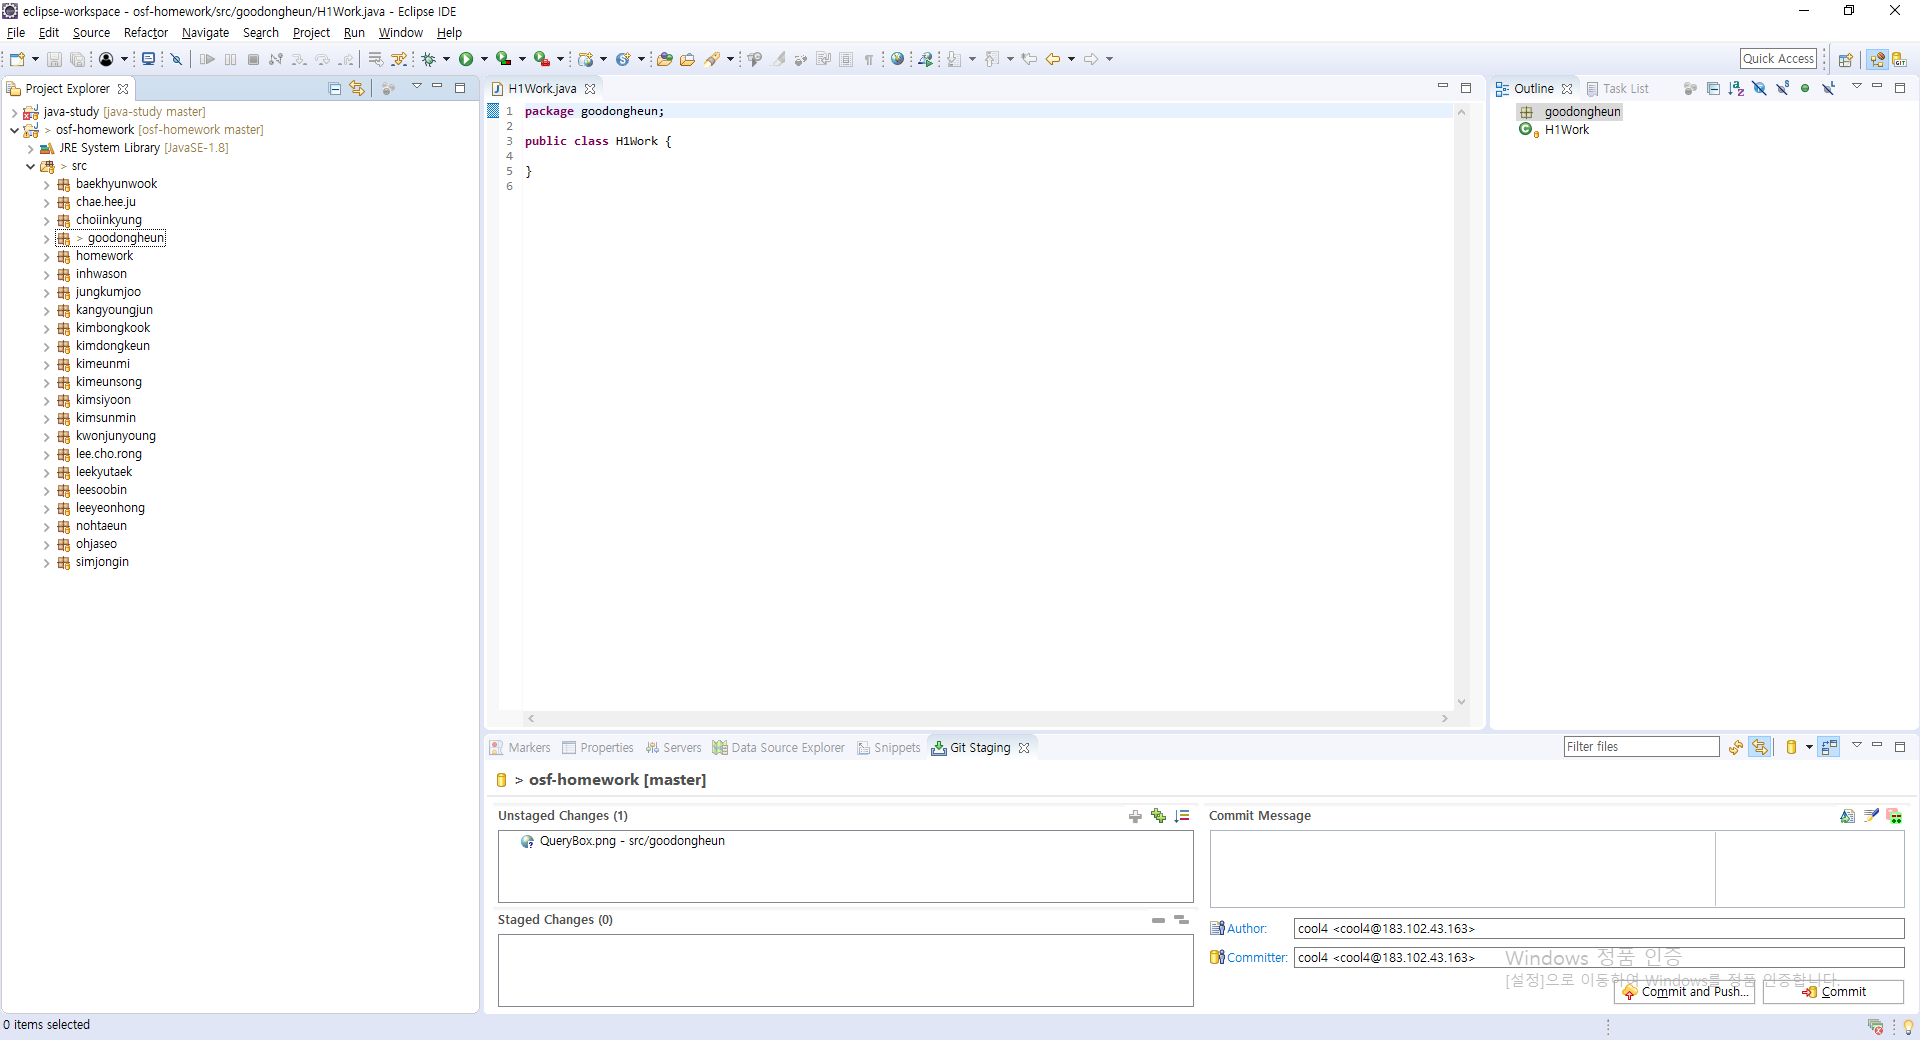 eclipse-workspace - osf-homework/src/goodongheun/H1Work.java - Eclipse IDE
File Edit Source Refactor Navigate Search Project Run Window Help
Quick Access
Project Explorer
java-study [java-study master]
> osf-homework [osf-homework master]
JRE System Library [JavaSE-1.8]
> src
baekhyunwook
chae.hee.ju
choiinkyung
> goodongheun
homework
inhwason
jungkumjoo
kangyoungjun
kimbongkook
kimdongkeun
kimeunmi
kimeunsong
kimsiyoon
kimsunmin
kwonjunyoung
lee.cho.rong
leekyutaek
leesoobin
leeyeonhong
nohtaeun
ohjaseo
simjongin
H1Work.java
1 package goodongheun;
2
3 public class H1Work {
4
5 }
6
Outline Task List
goodongheun
H1Work
Markers Properties Servers Data Source Explorer Snippets Git Staging
Filter files
> osf-homework [master]
Unstaged Changes (1)
QueryBox.png - src/goodongheun
Staged Changes (0)
Commit Message
Author: cool4 <cool4@183.102.43.163>
Committer: cool4 <cool4@183.102.43.163>
Windows 정품 인증
[설정]으로 이동하여 Windows를 정품 인증합니다.
Commit and Push... Commit
0 items selected